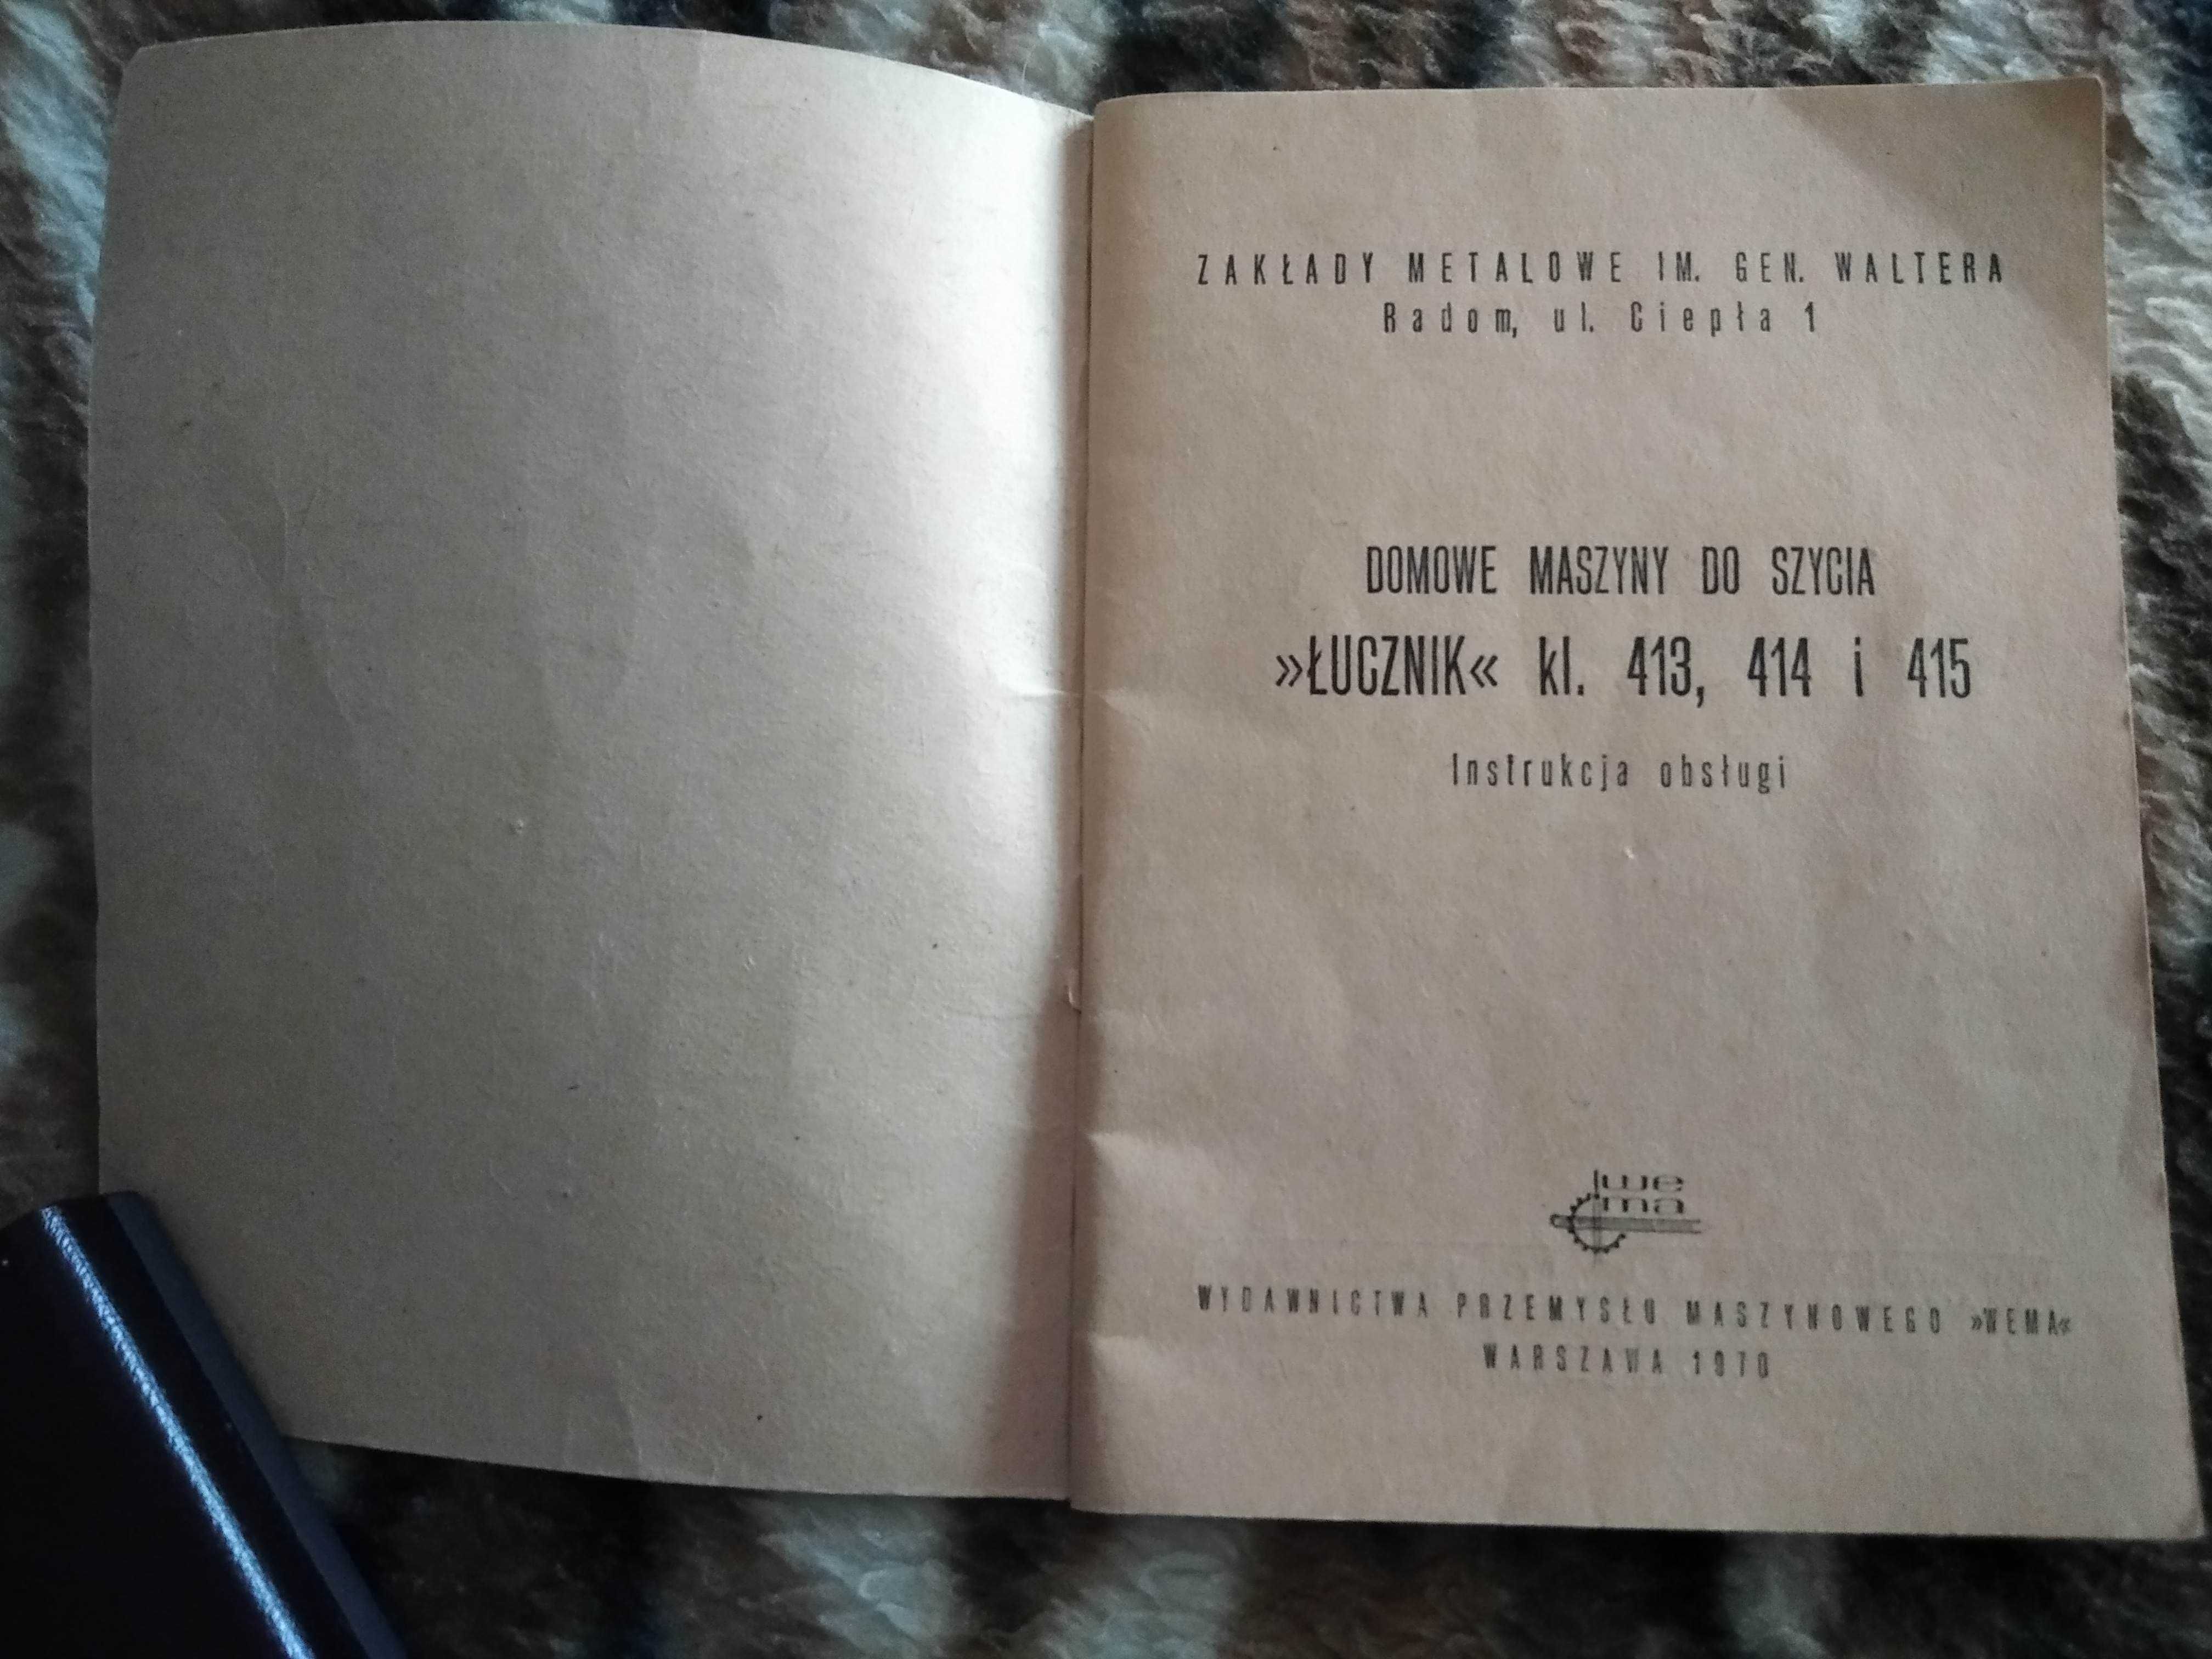 ZAKŁADY METALOWE IM. GEN. WALTERA
Radom, ul. Ciepła 1
DOMOWE MASZYNY DO SZYCIA
»ŁUCZNIK« kl. 413, 414 i 415
Instrukcja obsługi
we
ma
WYDAWNICTWA PRZEMYSŁU MASZYNOWEGO »WEMA«
WARSZAWA 1970